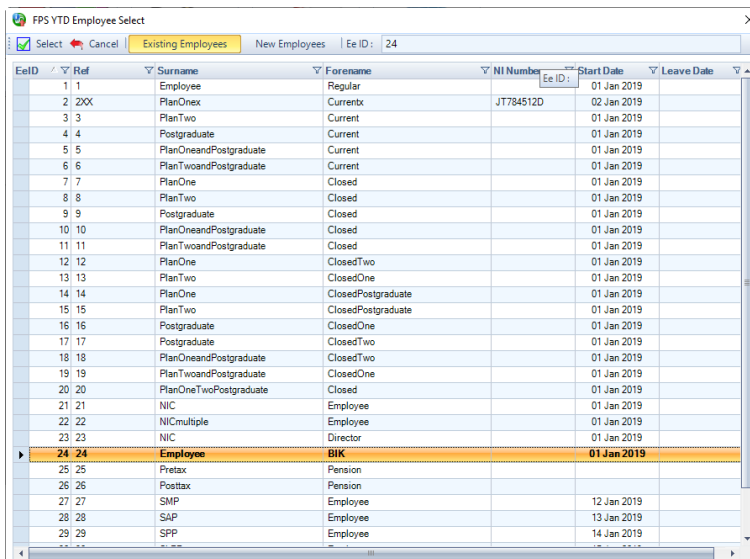 FPS YTD Employee Select
Select Cancel Existing Employees New Employees Ee ID : 24
EeID Ref Surname Forename NI Number Start Date Leave Date
Ee ID :
1 1 Employee Regular 01 Jan 2019
2 2XX PlanOnex Currentx JT784512D 02 Jan 2019
3 3 PlanTwo Current 01 Jan 2019
4 4 Postgraduate Current 01 Jan 2019
5 5 PlanOneandPostgraduate Current 01 Jan 2019
6 6 PlanTwoandPostgraduate Current 01 Jan 2019
7 7 PlanOne Closed 01 Jan 2019
8 8 PlanTwo Closed 01 Jan 2019
9 9 Postgraduate Closed 01 Jan 2019
10 10 PlanOneandPostgraduate Closed 01 Jan 2019
11 11 PlanTwoandPostgraduate Closed 01 Jan 2019
12 12 PlanOne ClosedTwo 01 Jan 2019
13 13 PlanTwo ClosedOne 01 Jan 2019
14 14 PlanOne ClosedPostgraduate 01 Jan 2019
15 15 PlanTwo ClosedPostgraduate 01 Jan 2019
16 16 Postgraduate ClosedOne 01 Jan 2019
17 17 Postgraduate ClosedTwo 01 Jan 2019
18 18 PlanOneandPostgraduate ClosedTwo 01 Jan 2019
19 19 PlanTwoandPostgraduate ClosedOne 01 Jan 2019
20 20 PlanOneTwoPostgraduate Closed 01 Jan 2019
21 21 NIC Employee 01 Jan 2019
22 22 NICmultiple Employee 01 Jan 2019
23 23 NIC Director 01 Jan 2019
24 24 Employee BIK 01 Jan 2019
25 25 Pretax Pension
26 26 Posttax Pension
27 27 SMP Employee 12 Jan 2019
28 28 SAP Employee 13 Jan 2019
29 29 SPP Employee 14 Jan 2019